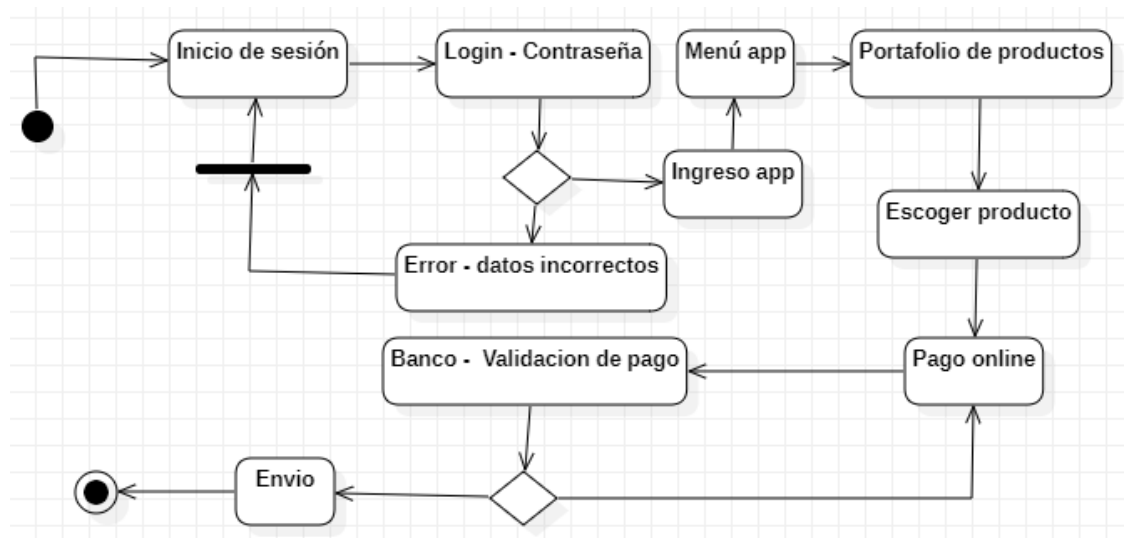 Inicio de sesión
Login - Contraseña
Menú app
Portafolio de productos
Ingreso app
Escoger producto
Error - datos incorrectos
Banco -  Validacion de pago
Pago online
Envio